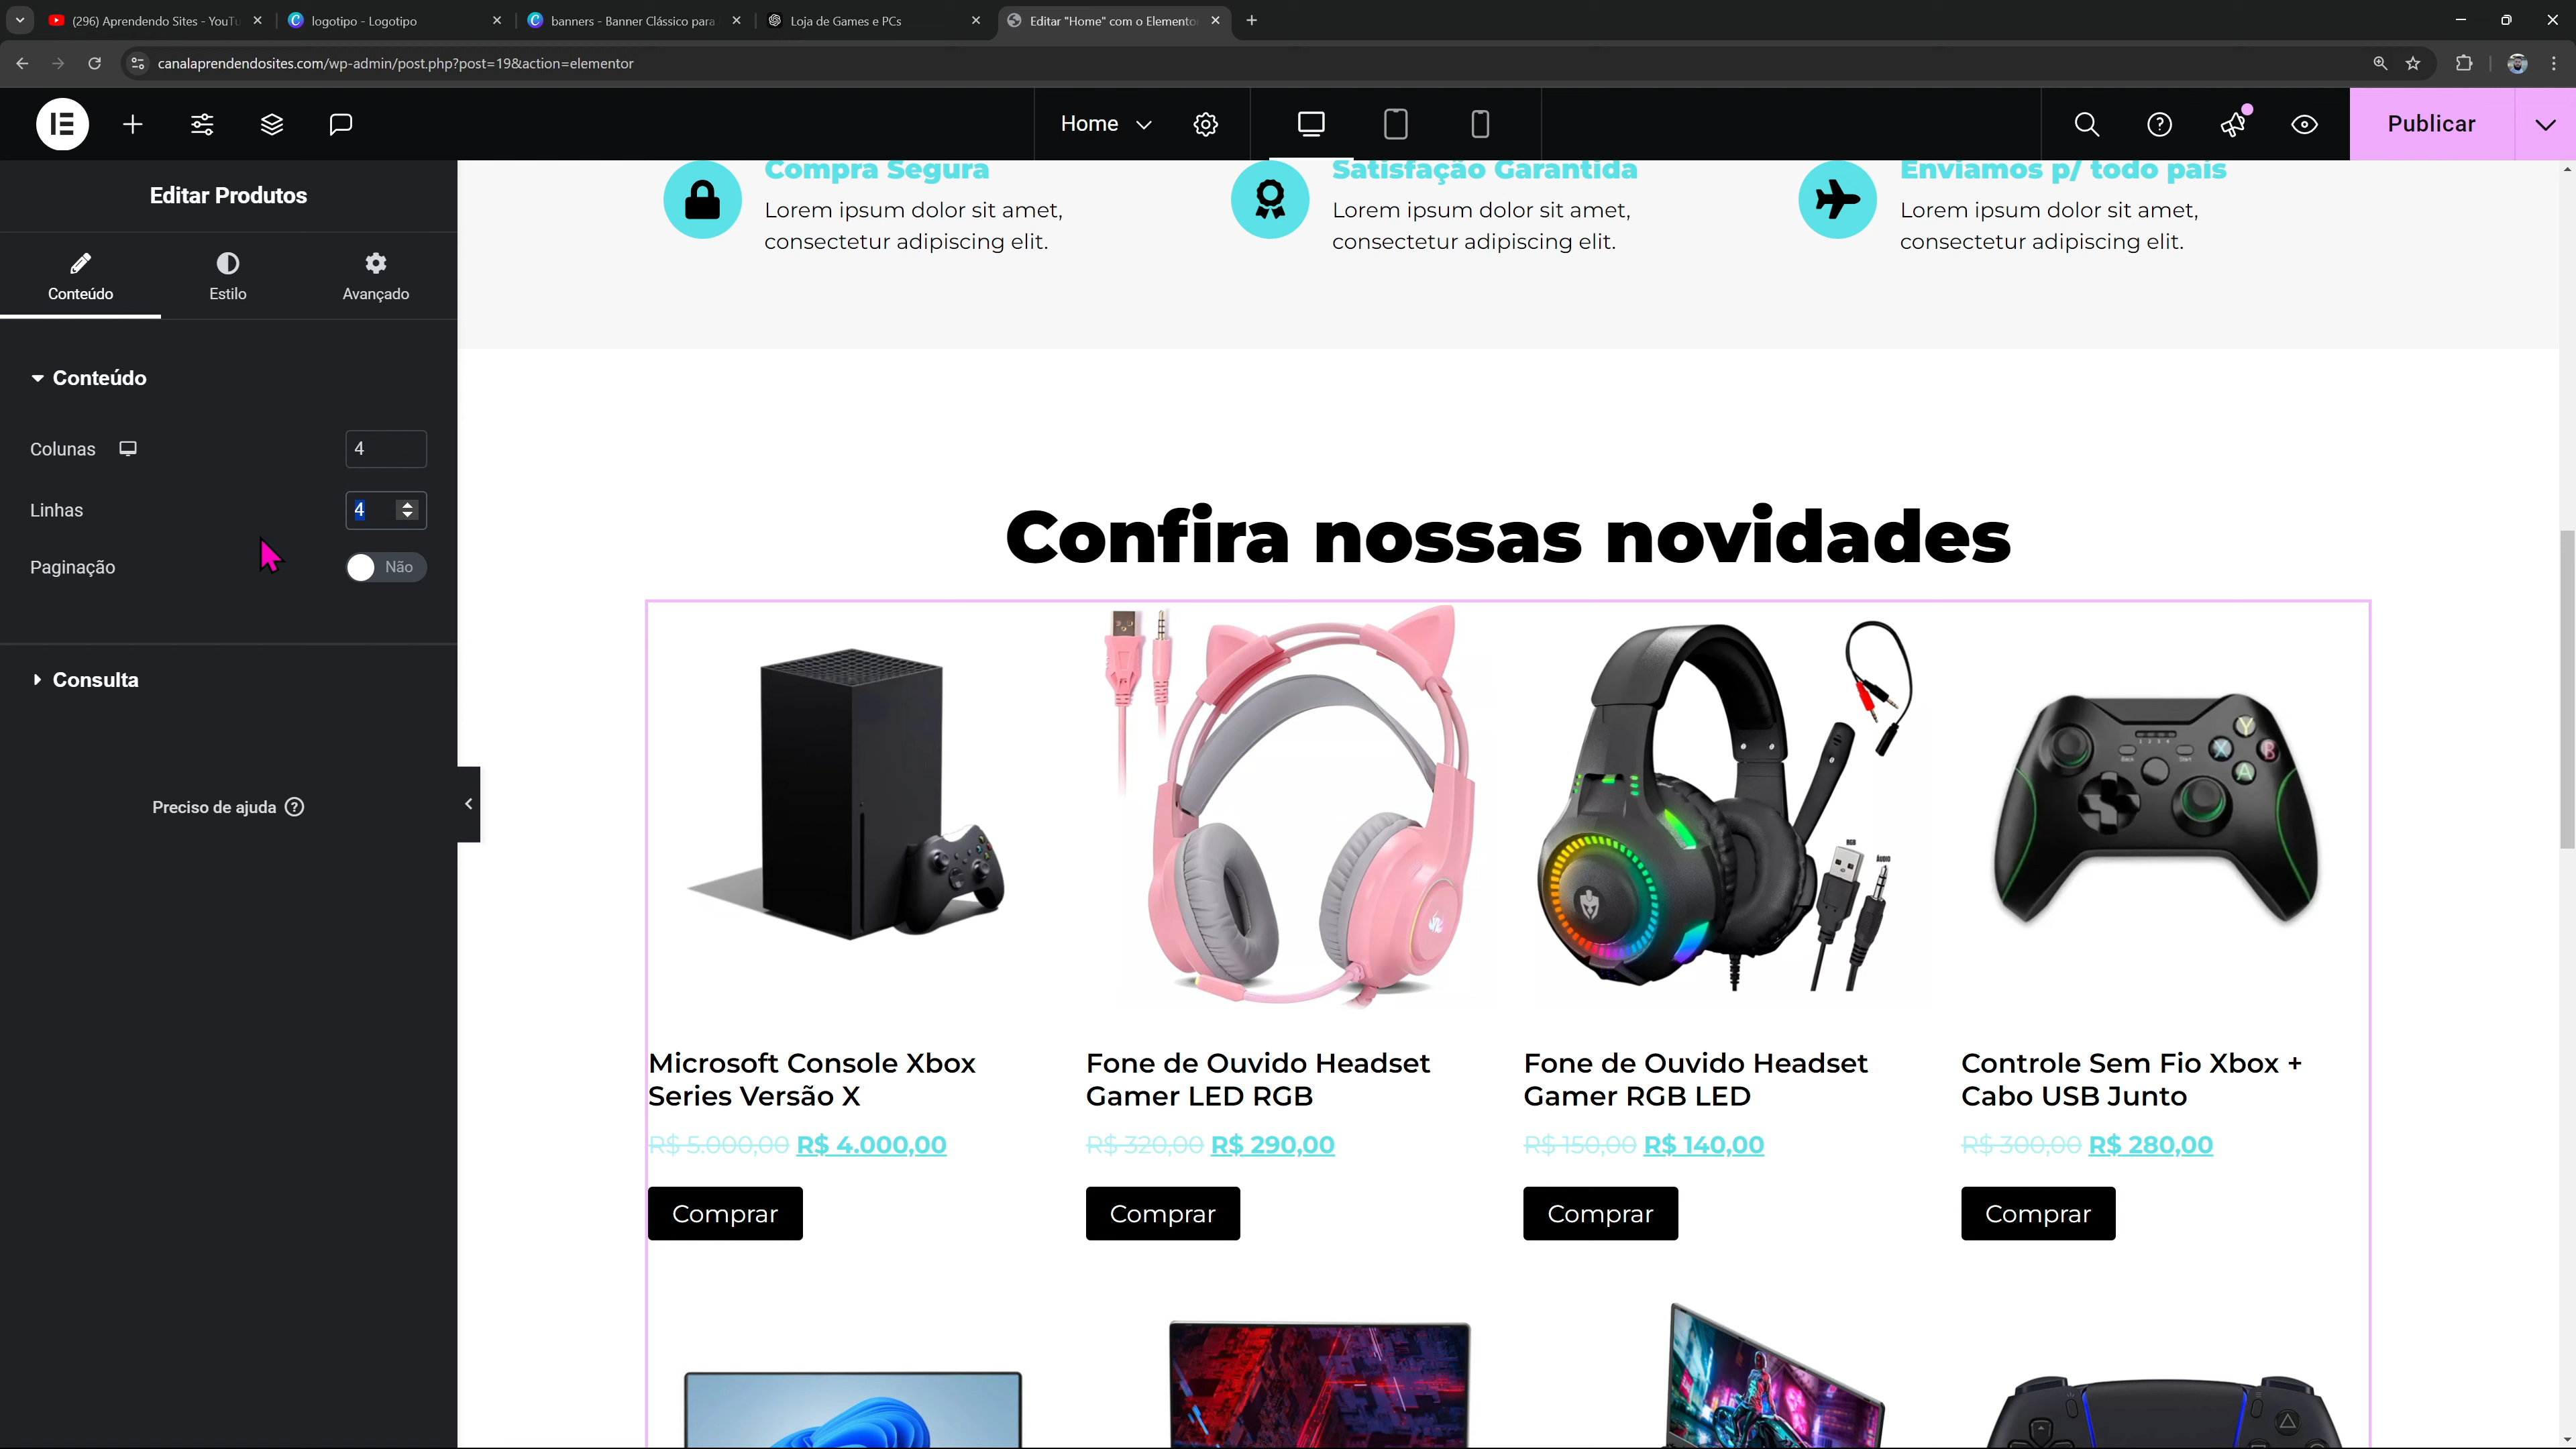 (296) Aprendendo Sites - YouTu
logotipo - Logotipo
banners - Banner Clássico para
Loja de Games e PCs
Editar "Home" com o Elemento
canalaprendendosites.com/wp-admin/post.php?post=19&action=elementor
Home
Publicar
Editar Produtos
Conteúdo
Estilo
Avançado
Conteúdo
Colunas
4
Linhas
4
Paginação
Não
Consulta
Preciso de ajuda
Compra Segura
Lorem ipsum dolor sit amet,
consectetur adipiscing elit.
Satisfação Garantida
Lorem ipsum dolor sit amet,
consectetur adipiscing elit.
Enviamos p/ todo país
Lorem ipsum dolor sit amet,
consectetur adipiscing elit.
Confira nossas novidades
RGB
ÁUDIO
Y
X
B
A
Microsoft Console Xbox
Series Versão X
R$ 5.000,00 R$ 4.000,00
Comprar
Fone de Ouvido Headset
Gamer LED RGB
R$ 320,00 R$ 290,00
Comprar
Fone de Ouvido Headset
Gamer RGB LED
R$ 150,00 R$ 140,00
Comprar
Controle Sem Fio Xbox +
Cabo USB Junto
R$ 300,00 R$ 280,00
Comprar